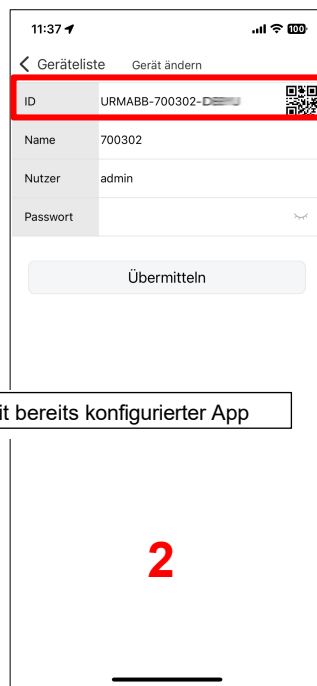 11:37
100
Geräteliste Gerät ändern
ID URMABB-700302-
Name 700302
Nutzer admin
Passwort
Übermitteln
it bereits konfigurierter App
2